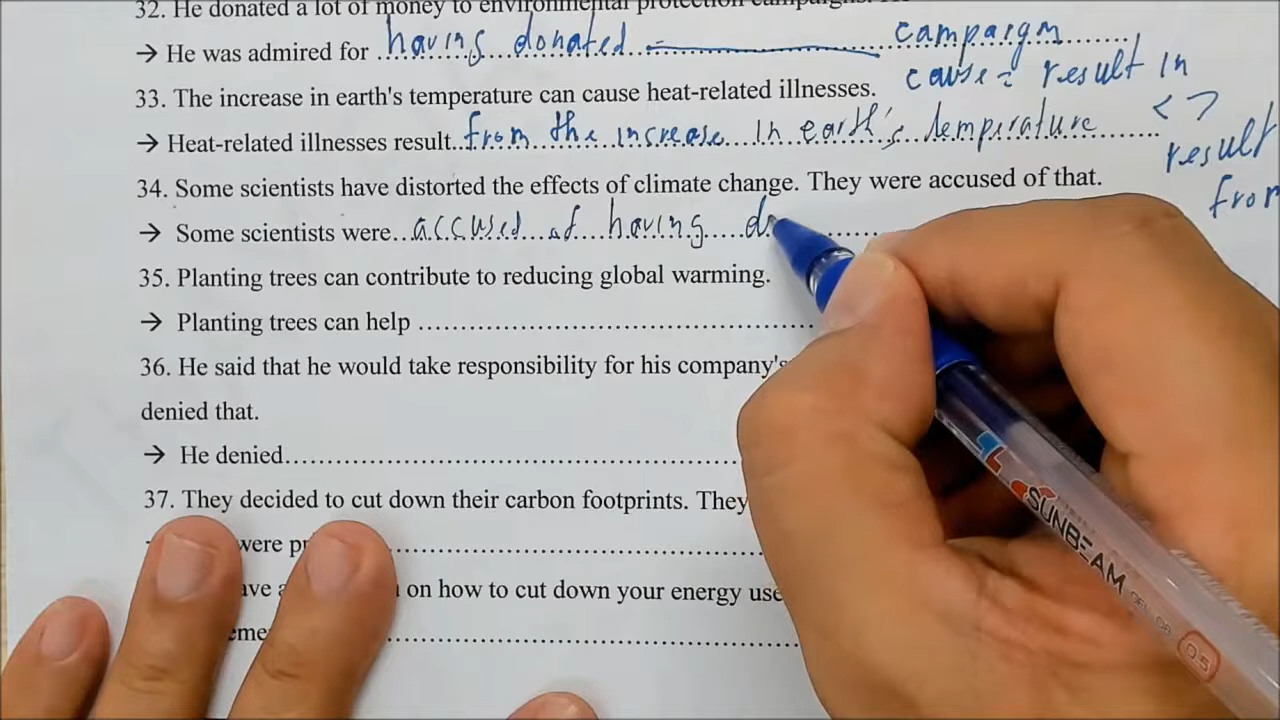 32. He donated a lot of money to environmental protection campaigns.
→ He was admired for having donated campaigm
cause = result in
33. The increase in earth's temperature can cause heat-related illnesses.
→ Heat-related illnesses result from the increase in earth's temperature
<> result from
34. Some scientists have distorted the effects of climate change. They were accused of that.
→ Some scientists were accused of having d
35. Planting trees can contribute to reducing global warming.
→ Planting trees can help
36. He said that he would take responsibility for his company's
denied that.
→ He denied
37. They decided to cut down their carbon footprints. They
were
on how to cut down your energy use
SUNBEAM
0.5